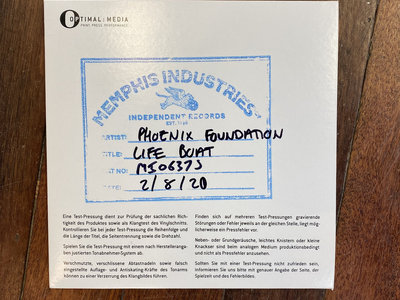 OPTIMAL:MEDIA
PRINT.PRESS.PERFORMANCE
MEMPHIS INDUSTRIES
INDEPENDENT RECORDS
EST. 1998
ARTIST: PHOENIX FOUNDATION
TITLE: LIFE BOAT
CAT NO: MI0637S
DATE: 2/8/20
Eine Test-Pressung dient zur Prüfung der sachlichen Rich-
tigkeit des Produktes sowie als Klangtest des Vinylschnitts.
Kontrollieren Sie bei jeder Test-Pressung die Reihenfolge und
die Länge der Titel, die Seitentrennung sowie die Drehzahl.
Spielen Sie die Test-Pressung mit einem nach Herstelleranga-
ben justierten Tonabnehmer-System ab.
Verschmutzte, verschlissene Abtastnadeln sowie falsch
eingestellte Auflage- und Antiskating-Kräfte des Tonarms
können zu einer Verzerrung des Klangbildes führen.
Finden sich auf mehreren Test-Pressungen gravierende
Störungen oder Fehler jeweils an der gleichen Stelle, liegt mög-
licherweise ein Pressfehler vor.
Neben- oder Grundgeräusche, leichtes Knistern oder kleine
Knackser sind beim analogen Medium produktionsbedingt
und nicht als Pressfehler anzusehen.
Sollten Sie mit einer Test-Pressung nicht zufrieden sein,
informieren Sie uns bitte mit genauer Angabe der Seite, der
Spielzeit und des Fehlerbildes.